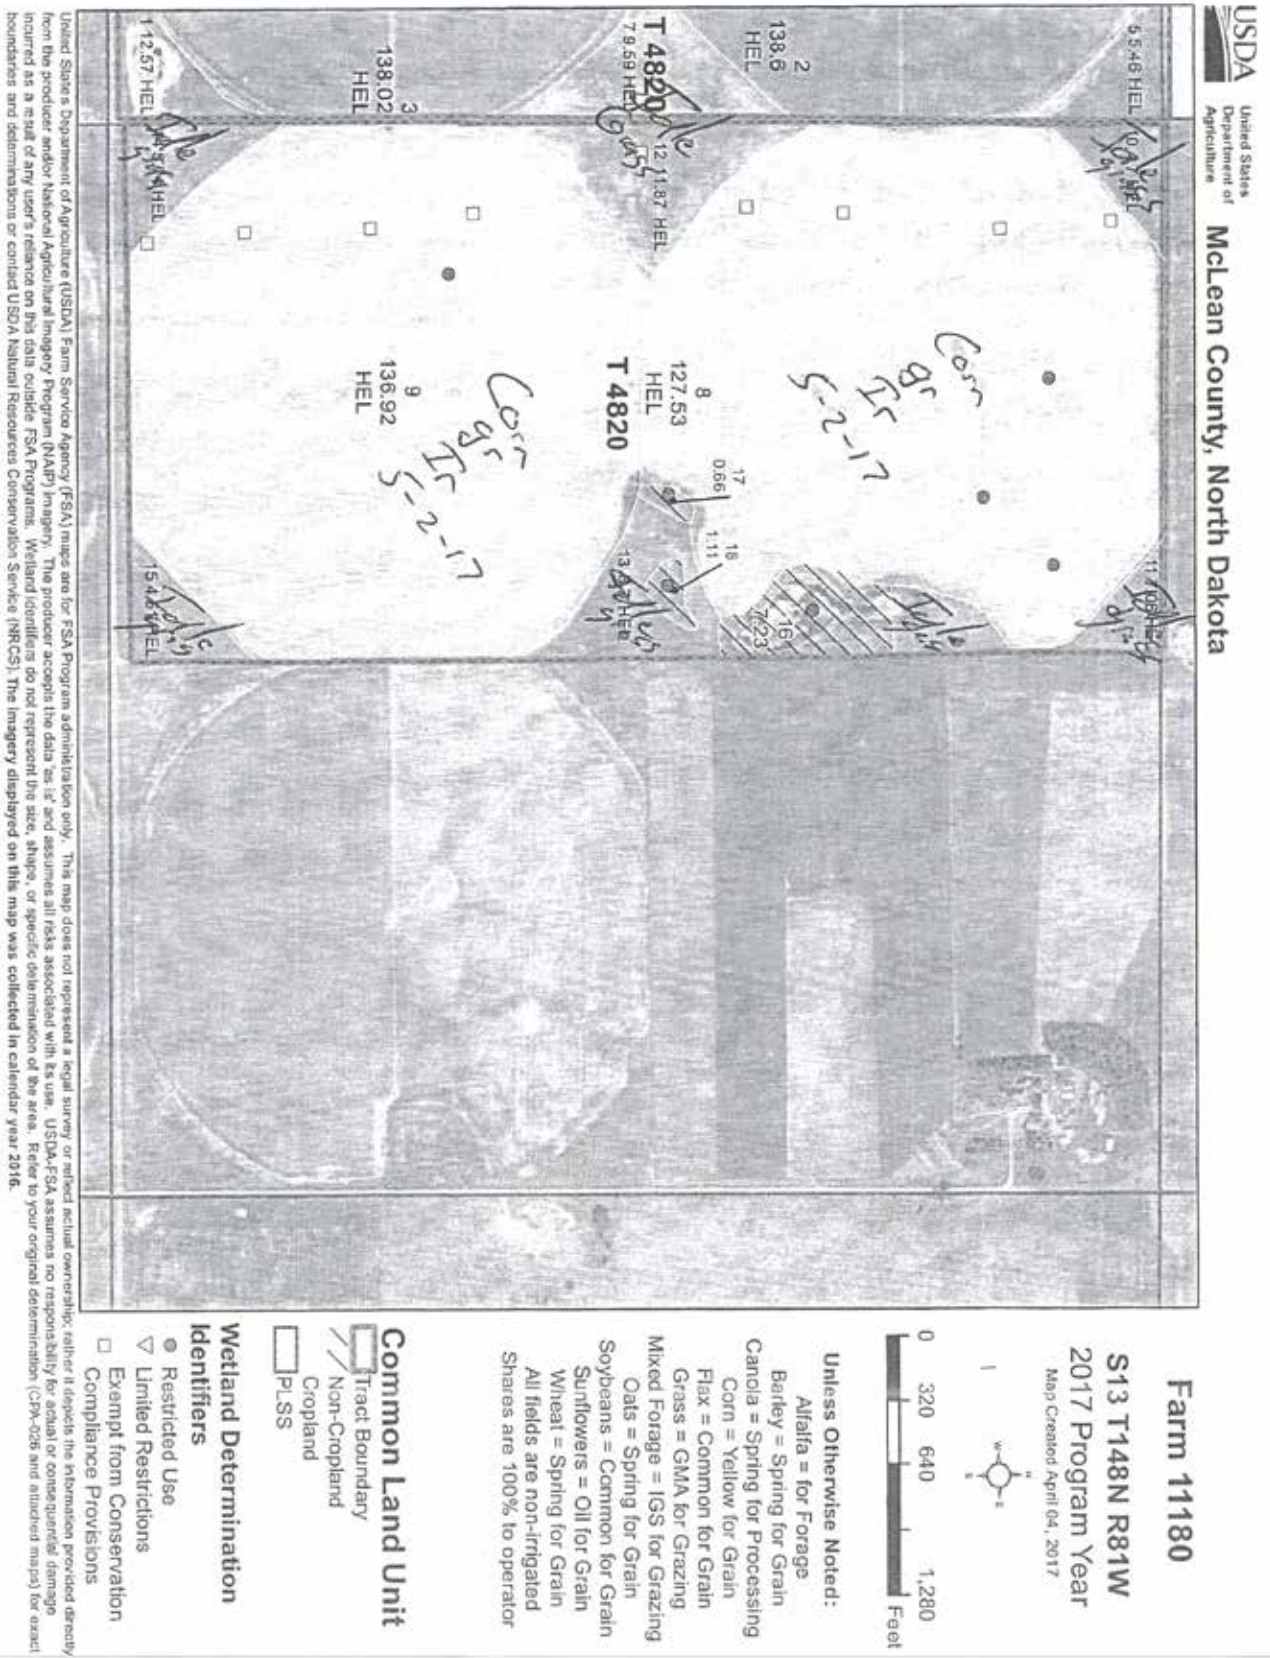 USDA
United States
Department of
Agriculture
McLean County, North Dakota
Farm 11180
S13 T148N R81W
2017 Program Year
Map Created April 04, 2017
0 320 640 1,280
Feet
Unless Otherwise Noted:
Alfalfa = for Forage
Barley = Spring for Grain
Canola = Spring for Processing
Corn = Yellow for Grain
Flax = Common for Grain
Grass = GMA for Grazing
Mixed Forage = IGS for Grazing
Oats = Spring for Grain
Soybeans = Common for Grain
Sunflowers = Oil for Grain
Wheat = Spring for Grain
All fields are non-irrigated
Shares are 100% to operator
Common Land Unit
Tract Boundary
Non-Cropland
Cropland
PLSS
Wetland Determination
Identifiers
Restricted Use
Limited Restrictions
Exempt from Conservation
Compliance Provisions
5 5.46 HEL
2
138.6
HEL
T 4820
7 9.59 HEL
3
138.02
HEL
1 12.57 HEL
Idle
Grass
12 11.87 HEL
Corn
gr
Ir
5-2-17
8
127.53
HEL
T 4820
17
0.66
18
1.11
16
7.23
Idle
Corn
gr
Ir
5-2-17
9
136.92
HEL
United States Department of Agriculture (USDA) Farm Service Agency (FSA) maps are for FSA Program administration only. This map does not represent a legal survey or reflect actual ownership; rather it depicts the information provided directly
from the producer and/or National Agricultural Imagery Program (NAIP) imagery. The producer accepts the data 'as is' and assumes all risks associated with its use. USDA-FSA assumes no responsibility for actual or consequential damage
incurred as a result of any user's reliance on this data outside FSA Programs. Wetland identifiers do not represent the size, shape, or specific determination of the area. Refer to your original determination (CPA-026 and attached maps) for exact
boundaries and determinations or contact USDA Natural Resources Conservation Service (NRCS). The imagery displayed on this map was collected in calendar year 2016.